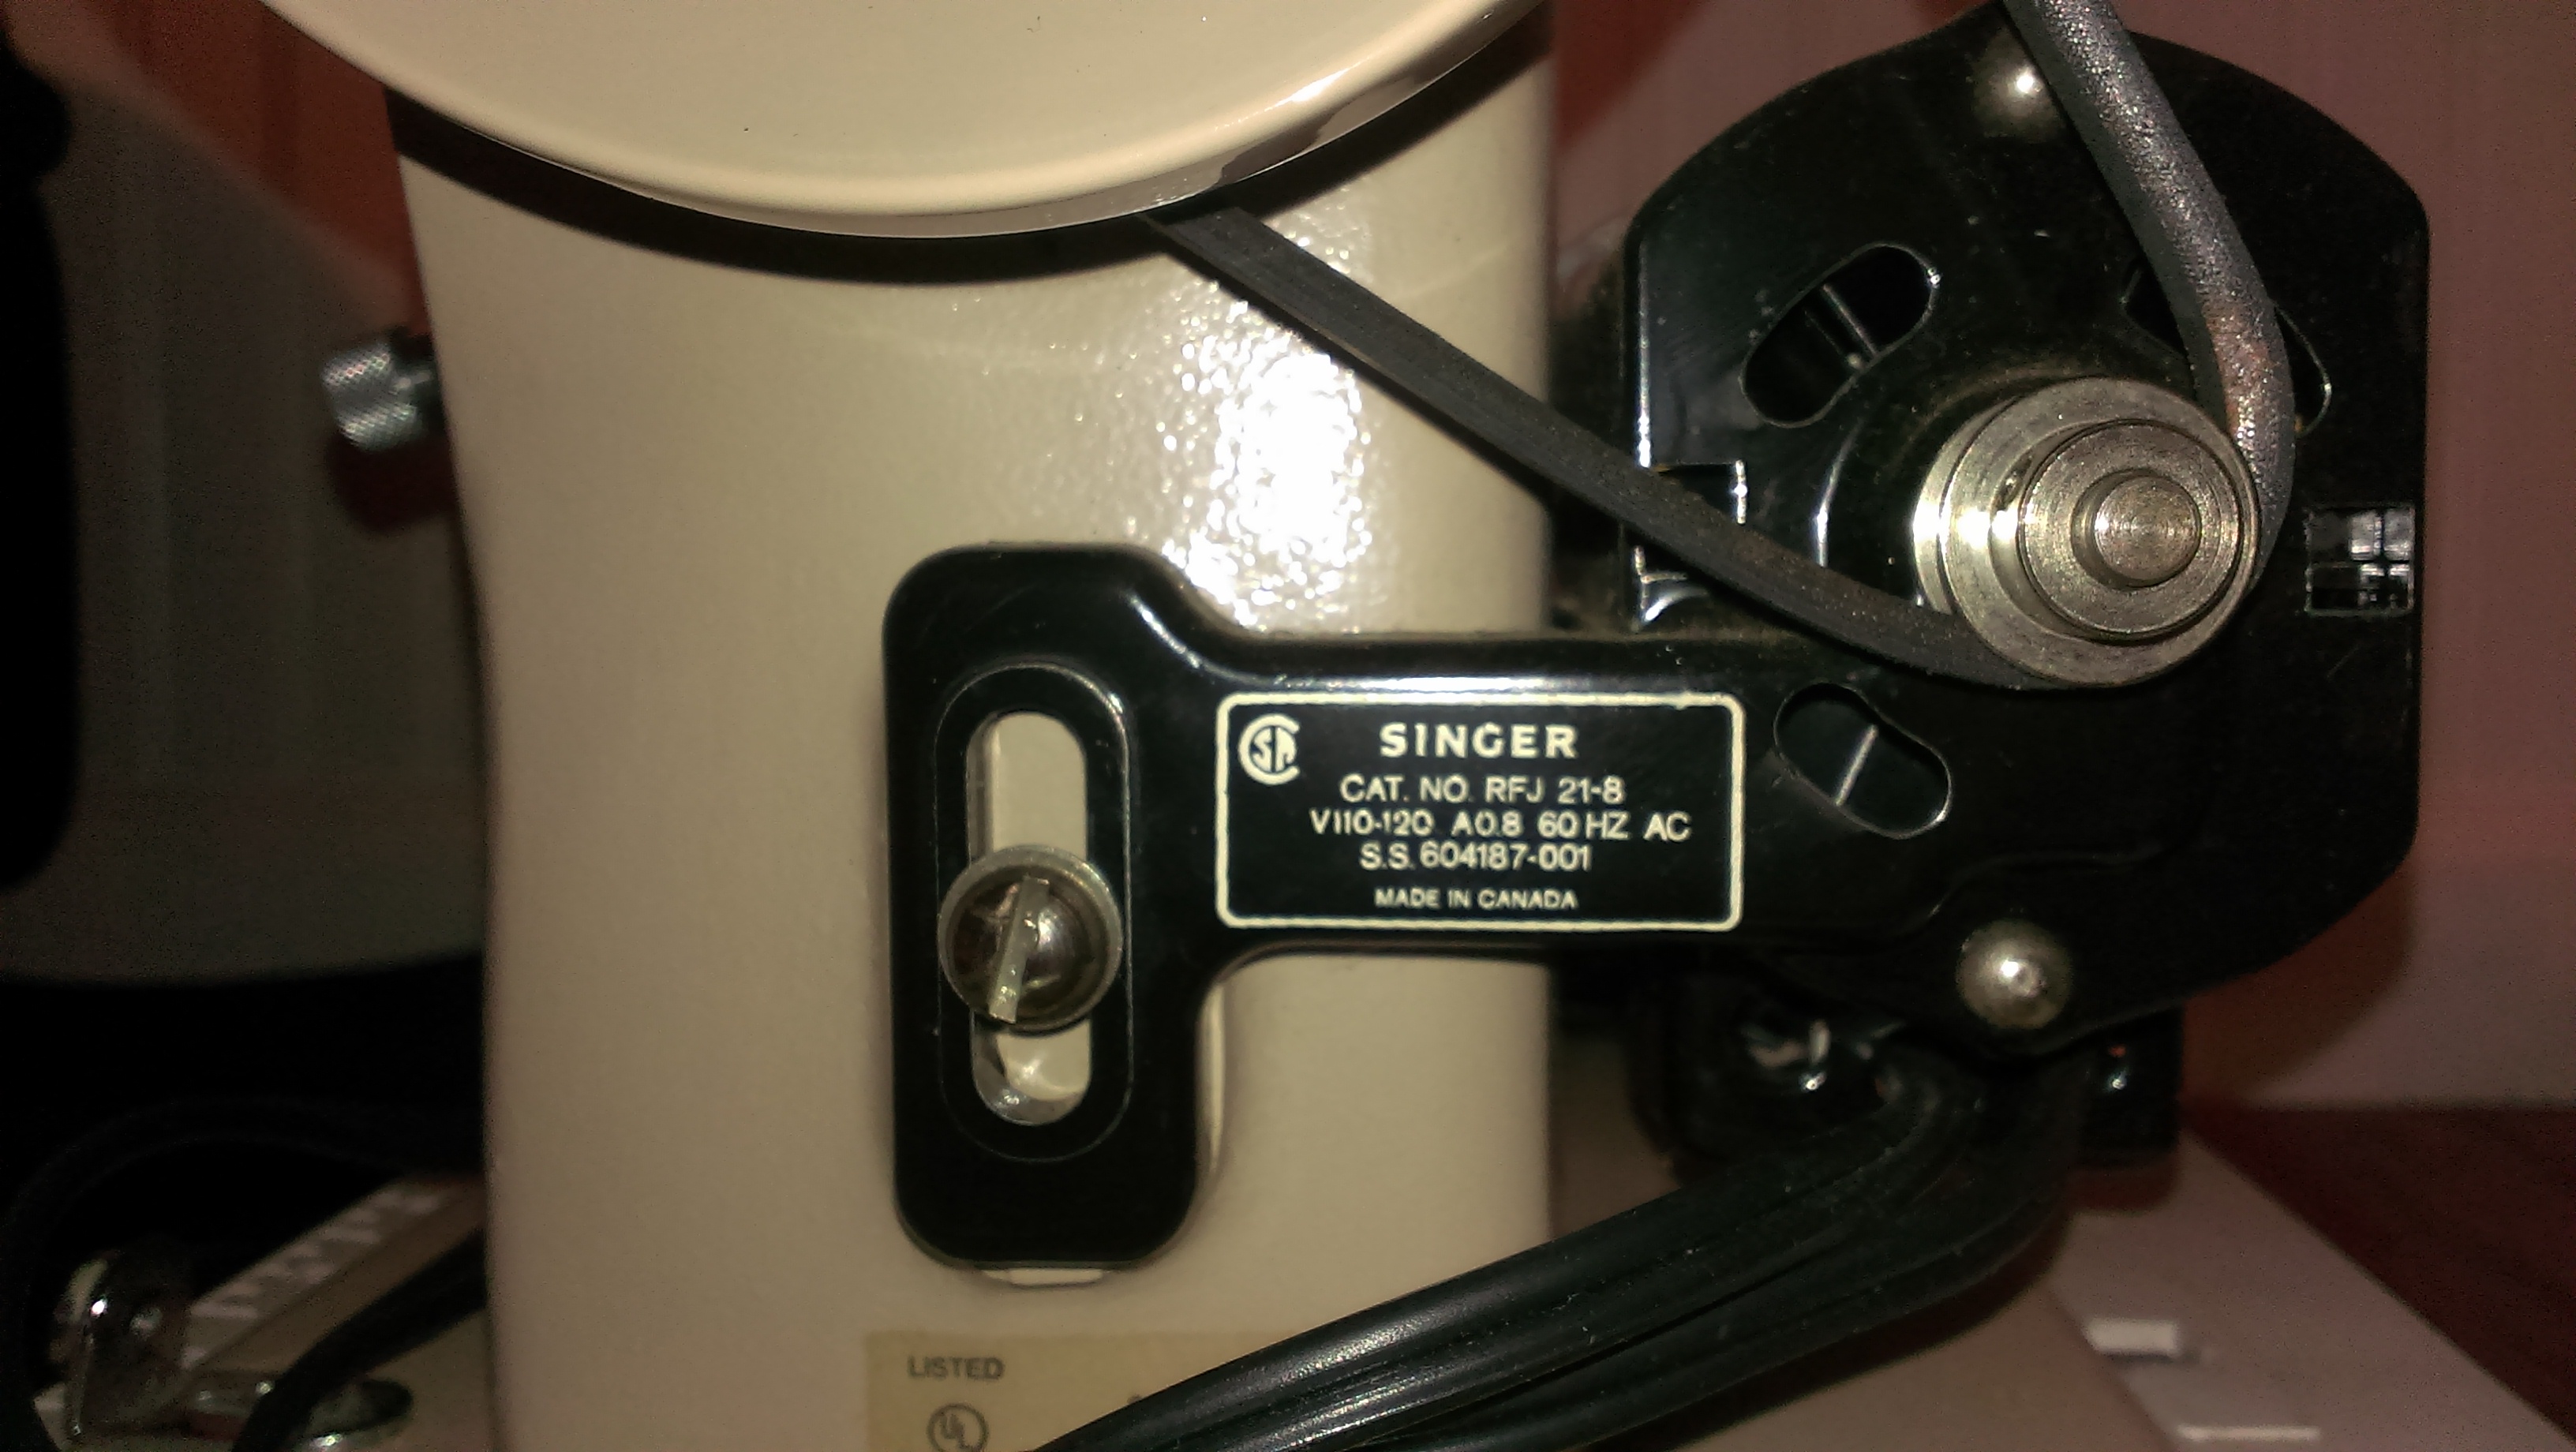 SINGER
CAT. NO. RFJ 21-8
V110-120 A0.8 60 HZ AC
S.S. 604187-001
MADE IN CANADA
LISTED
UL